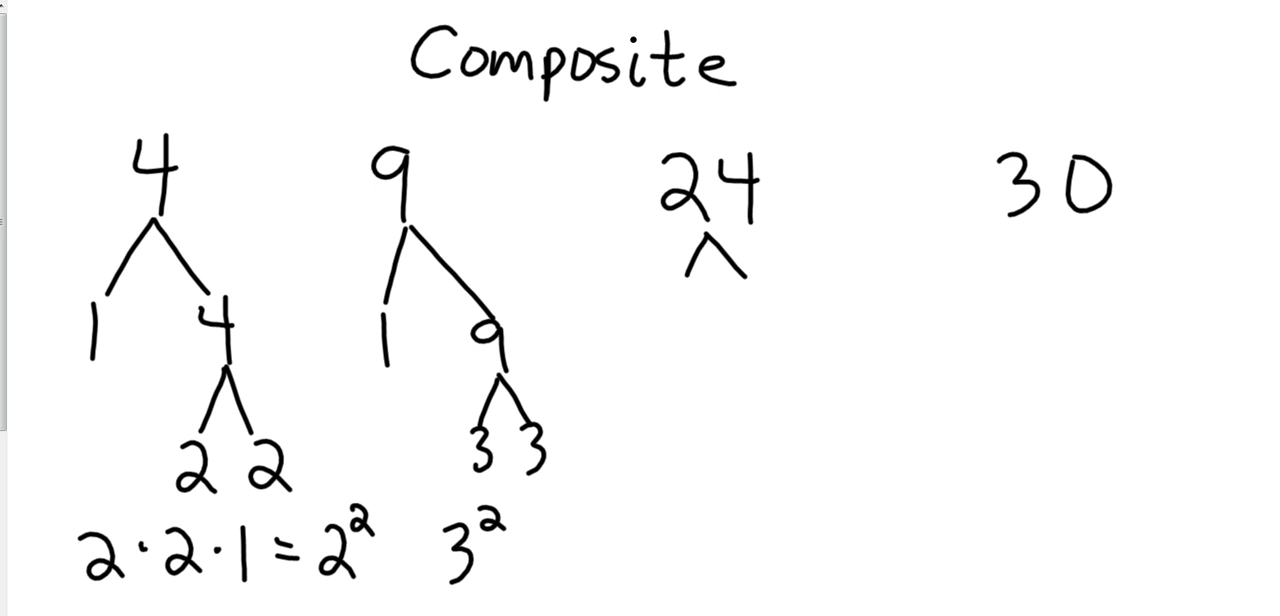 Composite
4 9 24 30
1 4 1 9
2 2 3 3
2 · 2 · 1 = 2² 3²